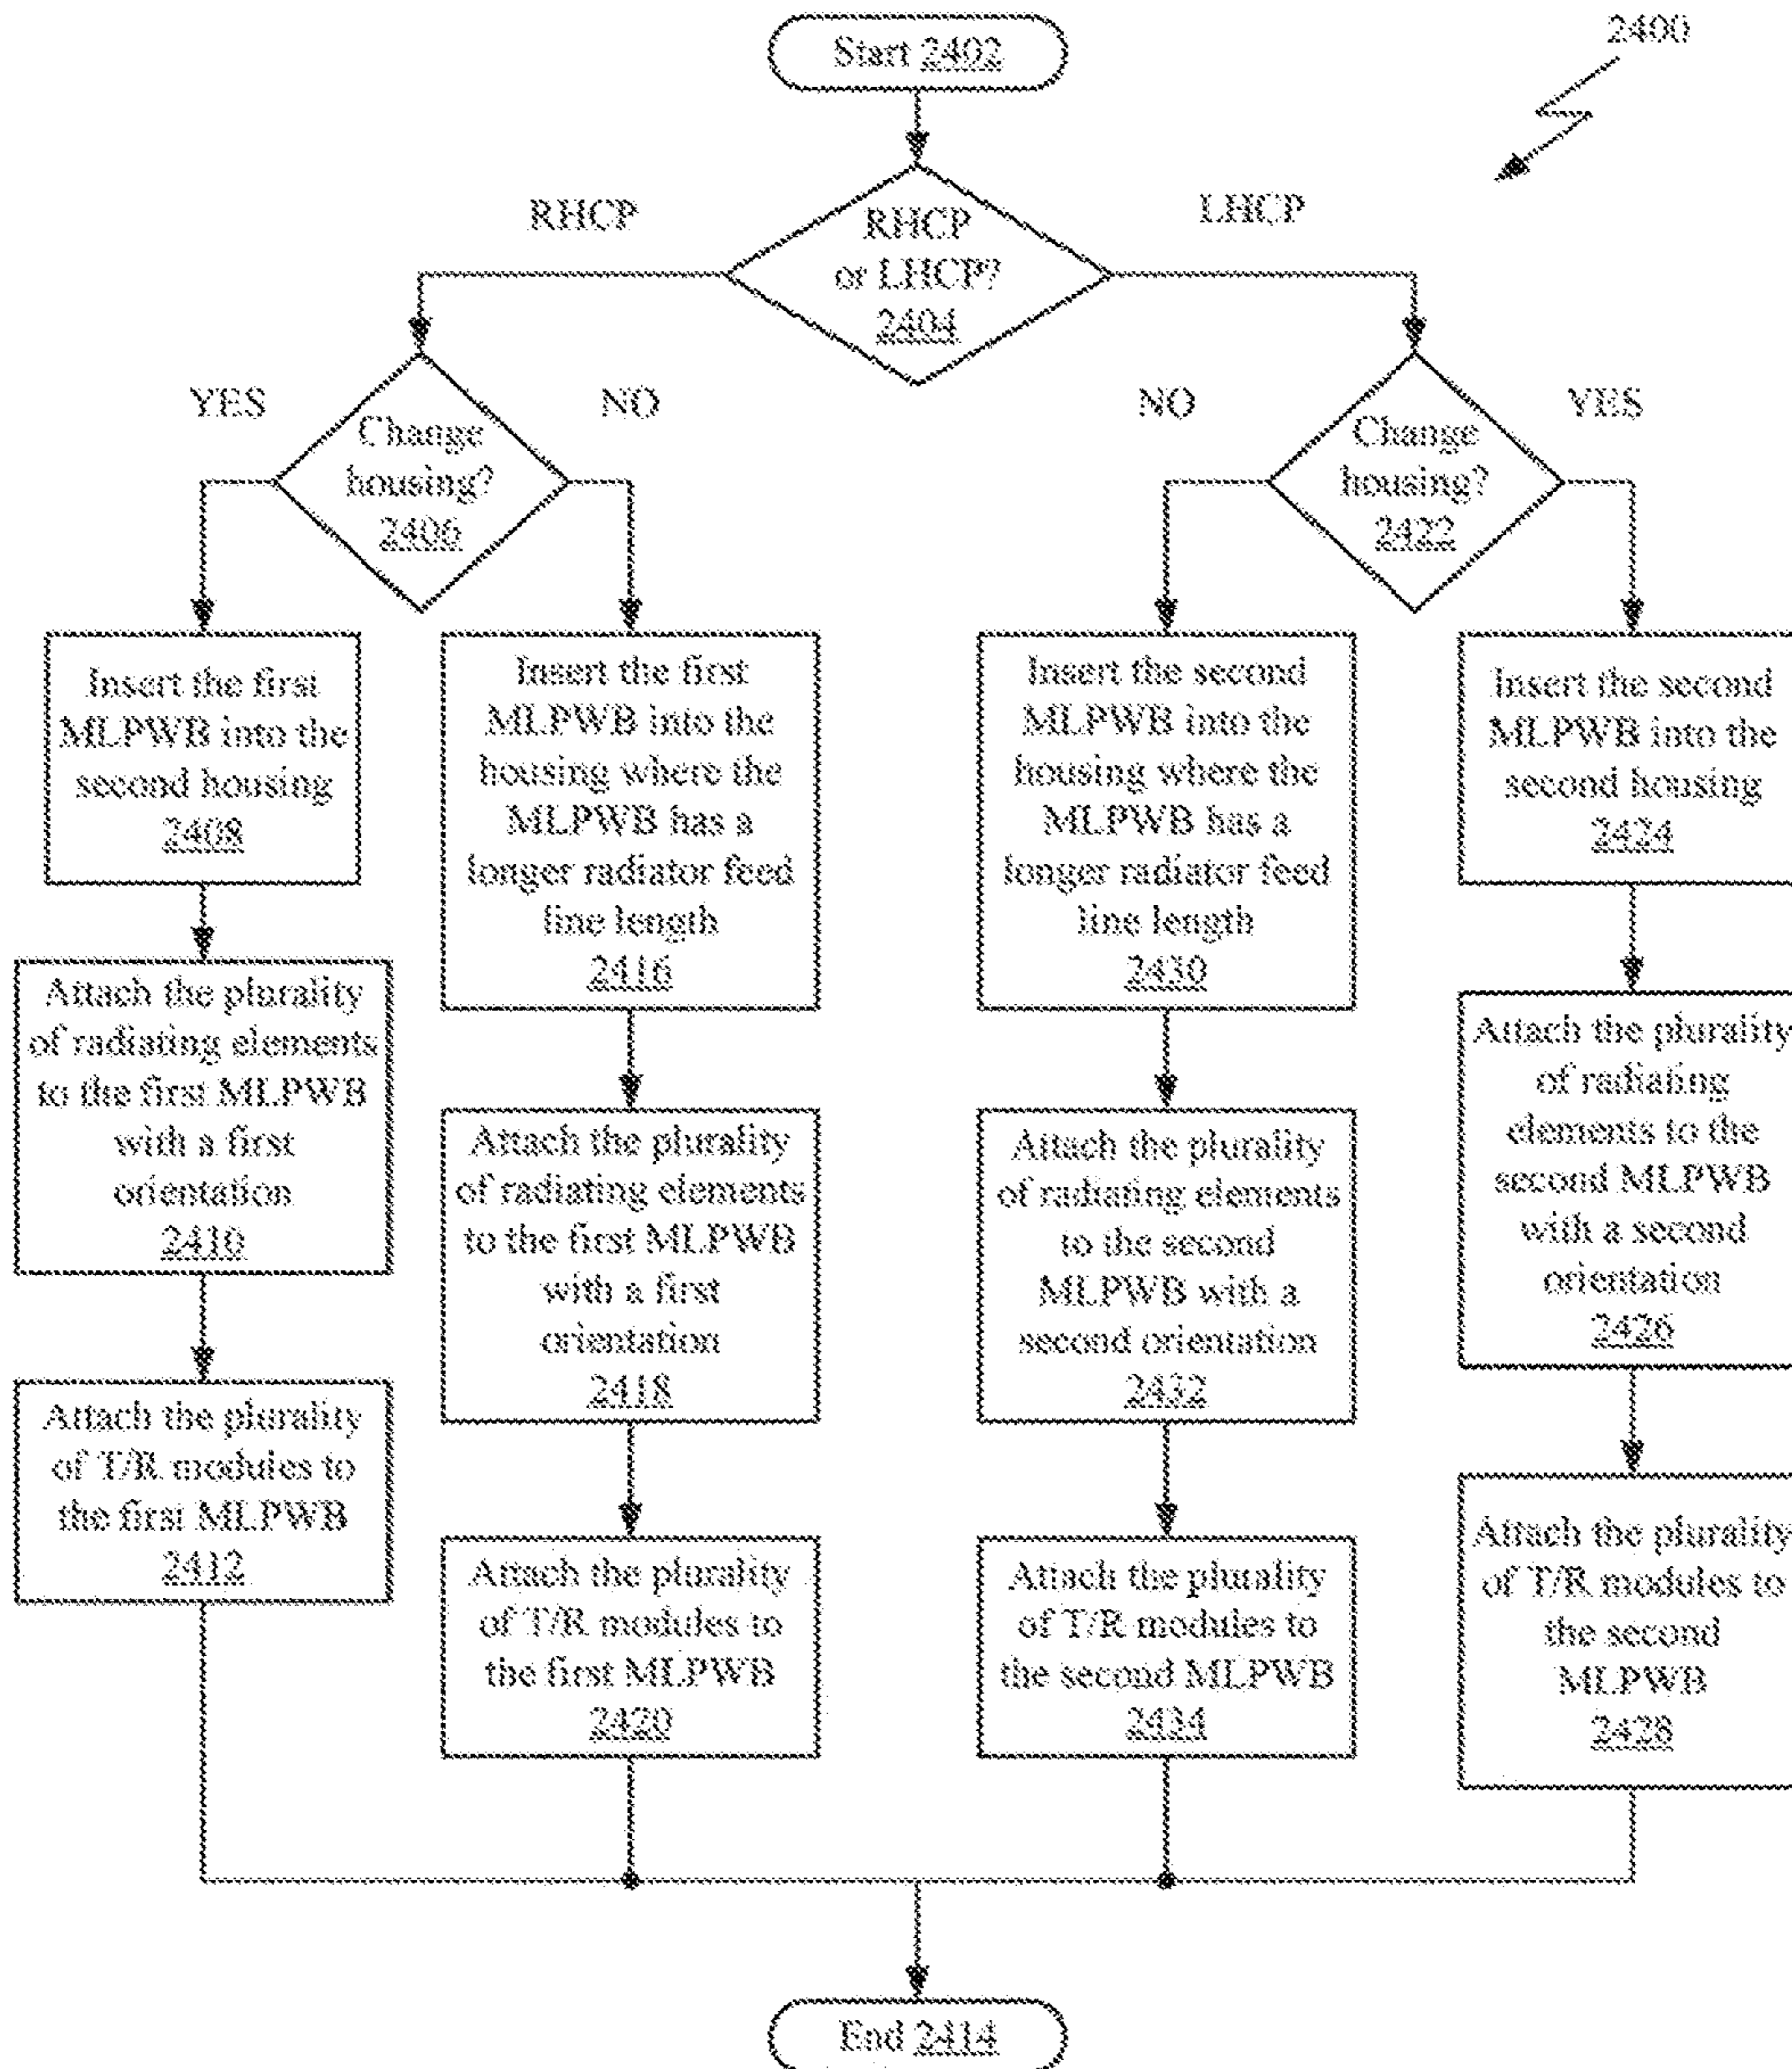 2400
Start 2402
RHCP
or LHCP?
2404
RHCP
LHCP
Change
housing?
2406
YES
NO
Change
housing?
2422
NO
YES
Insert the first
MLPWB into the
second housing
2408
Attach the plurality
of radiating elements
to the first MLPWB
with a first
orientation
2410
Attach the plurality
of T/R modules to
the first MLPWB
2412
Insert the first
MLPWB into the
housing where the
MLPWB has a
longer radiator feed
line length
2416
Attach the plurality
of radiating elements
to the first MLPWB
with a first
orientation
2418
Attach the plurality
of T/R modules to
the first MLPWB
2420
Insert the second
MLPWB into the
housing where the
MLPWB has a
longer radiator feed
line length
2430
Attach the plurality
of radiating elements
to the second
MLPWB with a
second orientation
2432
Attach the plurality
of T/R modules to
the second MLPWB
2434
Insert the second
MLPWB into the
second housing
2424
Attach the plurality
of radiating
elements to the
second MLPWB
with a second
orientation
2426
Attach the plurality
of T/R modules to
the second
MLPWB
2428
End 2414